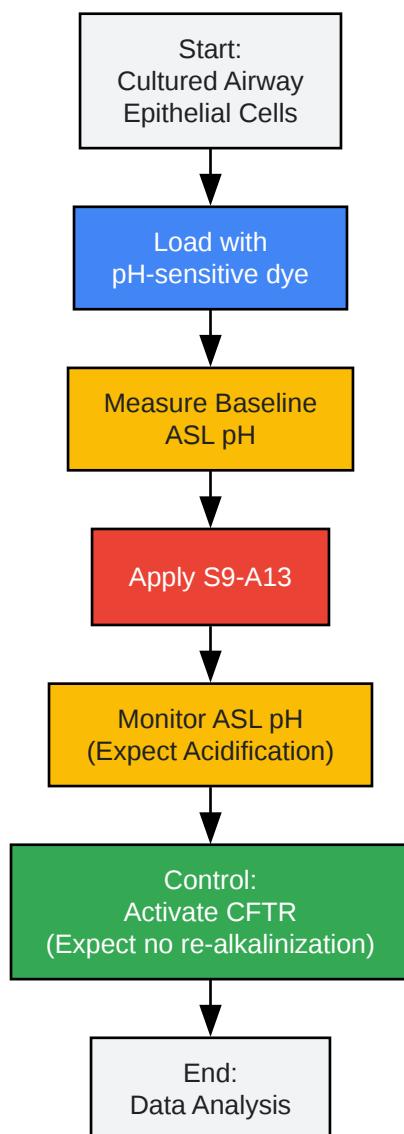 Start:
Cultured Airway
Epithelial Cells
Load with
pH-sensitive dye
Measure Baseline
ASL pH
Apply S9-A13
Monitor ASL pH
(Expect Acidification)
Control:
Activate CFTR
(Expect no re-alkalinization)
End:
Data Analysis